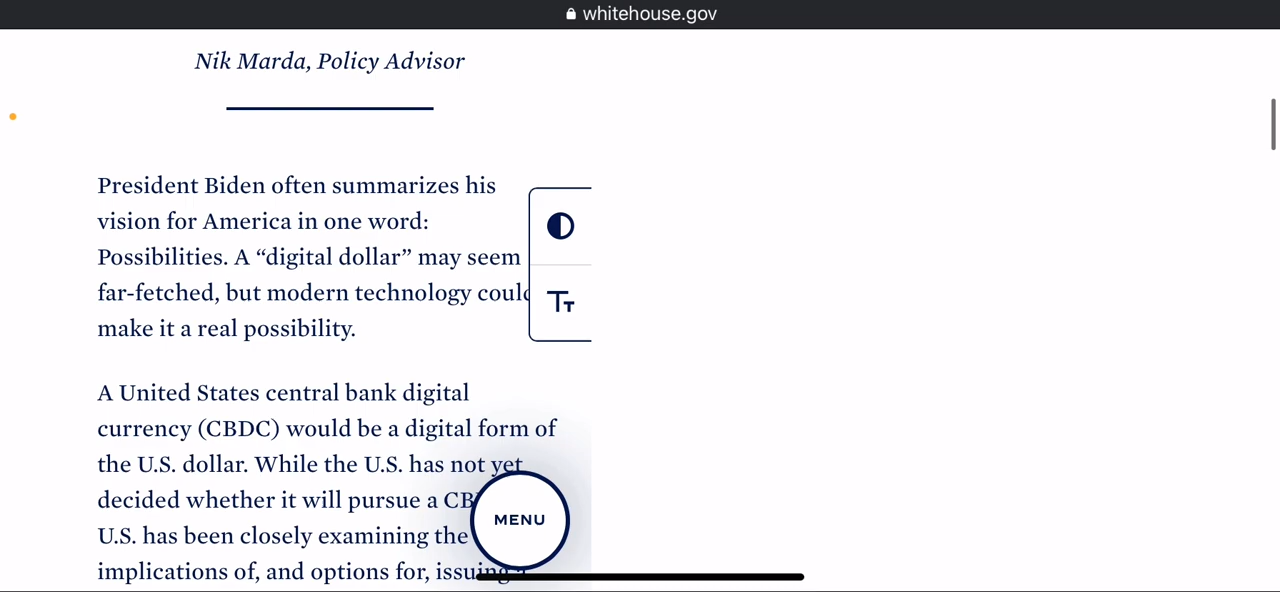 whitehouse.gov
Nik Marda, Policy Advisor
President Biden often summarizes his
vision for America in one word:
Possibilities. A “digital dollar” may seem
far-fetched, but modern technology could
make it a real possibility.
Tт
A United States central bank digital
currency (CBDC) would be a digital form of
the U.S. dollar. While the U.S. has not yet
decided whether it will pursue a
U.S. has been closely examining the
MENU
implications of, and options for, issuing a